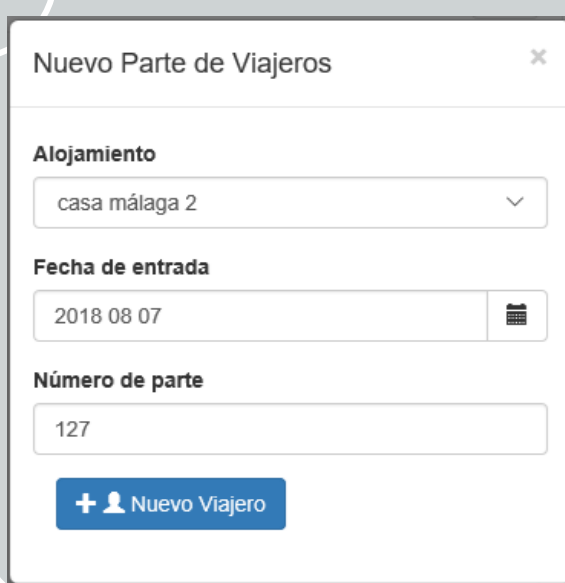 Nuevo Parte de Viajeros
Alojamiento
casa málaga 2
Fecha de entrada
2018 08 07
Número de parte
127
Nuevo Viajero